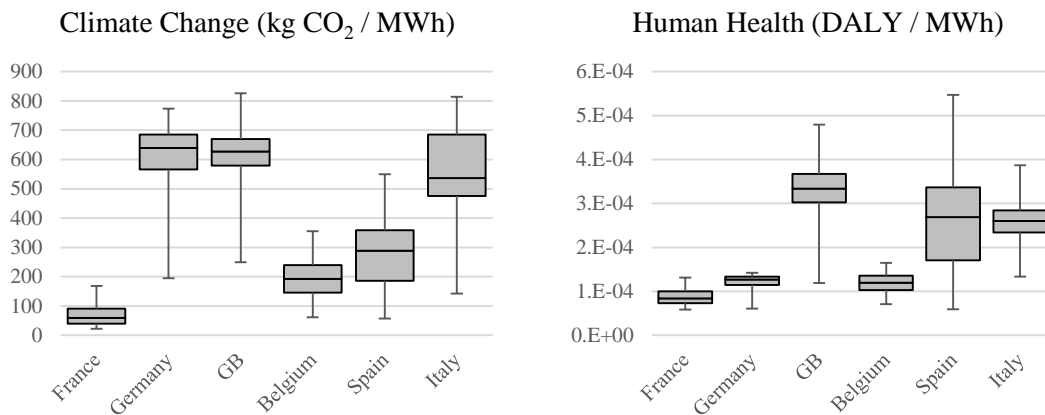 Climate Change (kg CO₂ / MWh)
900
800
700
600
500
400
300
200
100
0
France
Germany
GB
Belgium
Spain
Italy
Human Health (DALY / MWh)
6.E-04
5.E-04
4.E-04
3.E-04
2.E-04
1.E-04
0.E+00
France
Germany
GB
Belgium
Spain
Italy